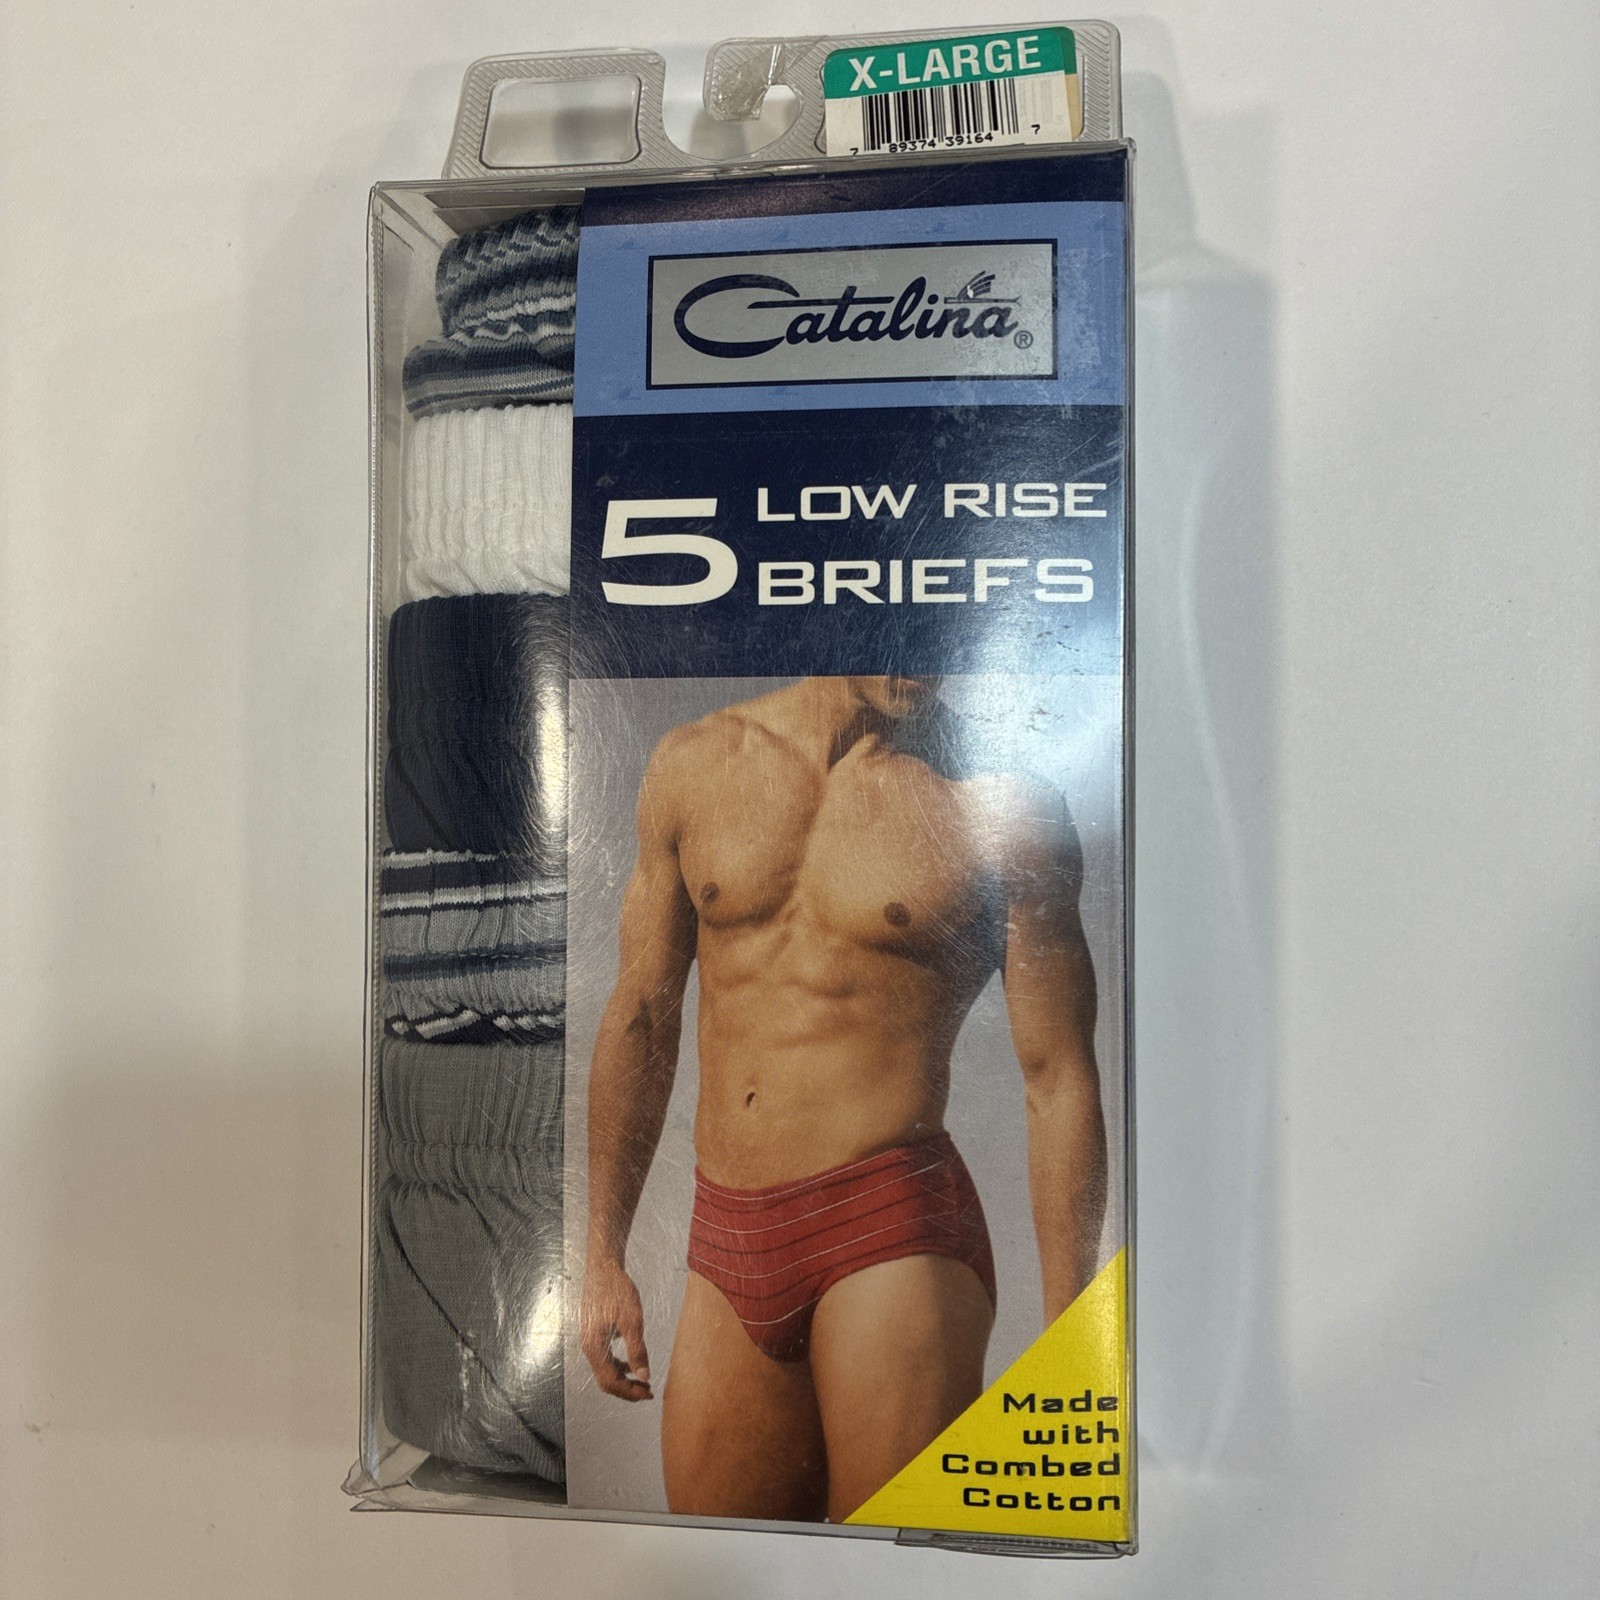 X-LARGE
7 89374 39164 7
Catalina®
5 LOW RISE
BRIEFS
Made
with
Combed
Cotton